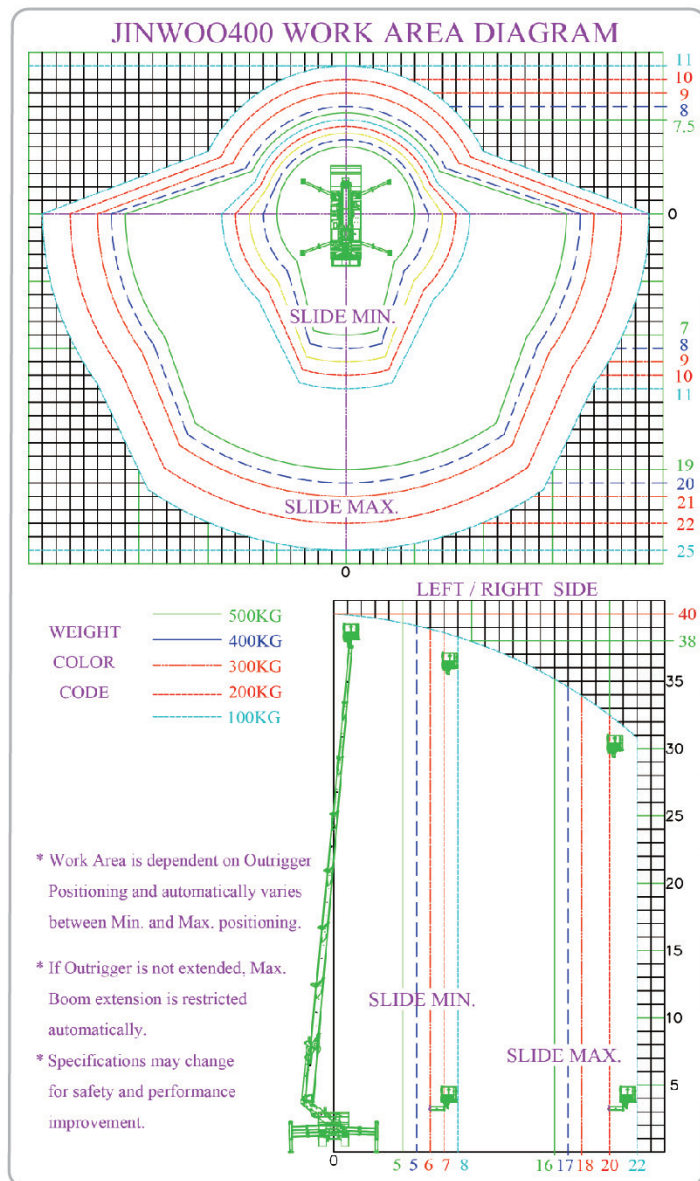 JINWOO400 WORK AREA DIAGRAM
11
10
9
8
7.5
0
7
8
9
10
11
19
20
21
22
25
SLIDE MIN.
SLIDE MAX.
0
LEFT / RIGHT SIDE
WEIGHT
COLOR
CODE
500KG
400KG
300KG
200KG
100KG
40
38
35
30
25
20
15
10
5
* Work Area is dependent on Outrigger
Positioning and automatically varies
between Min. and Max. positioning.
* If Outrigger is not extended, Max.
Boom extension is restricted
automatically.
* Specifications may change
for safety and performance
improvement.
SLIDE MIN.
SLIDE MAX.
0 5 5 6 7 8 16 17 18 20 22